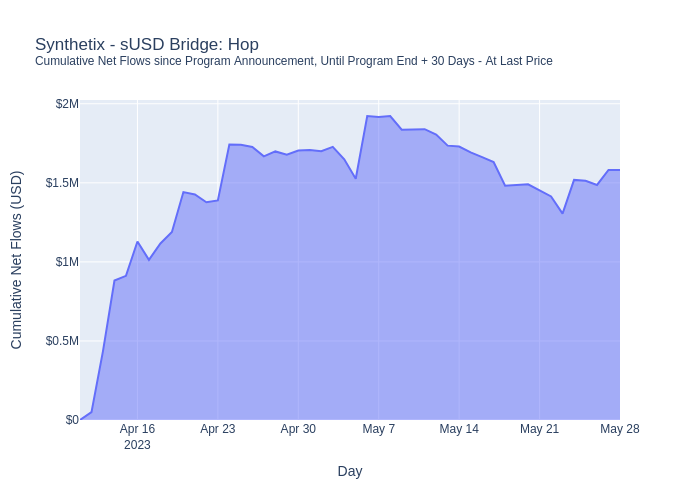 Synthetix - sUSD Bridge: Hop
Cumulative Net Flows since Program Announcement, Until Program End + 30 Days - At Last Price
Cumulative Net Flows (USD)
$2M
$1.5M
$1M
$0.5M
$0
Apr 16 Apr 23 Apr 30 May 7 May 14 May 21 May 28
2023
Day